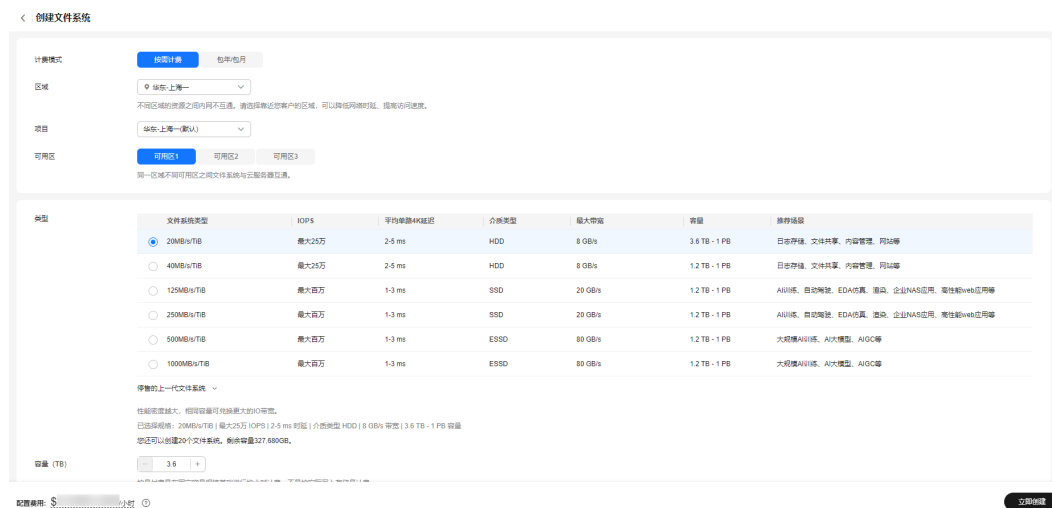 创建文件系统
计费模式
按需计费 包年/包月
区域
华东-上海一
不同区域的资源之间内网不互通。请选择靠近您客户的区域，可以降低网络时延、提高访问速度。
项目
华东-上海一(默认)
可用区
可用区1 可用区2 可用区3
同一区域不同可用区之间文件系统与云服务器互通。
类型
文件系统类型 IOPS 平均单路4K延迟 介质类型 最大带宽 容量 推荐场景
20MB/s/TiB 最大25万 2-5 ms HDD 8 GB/s 3.6 TB - 1 PB 日志存储、文件共享、内容管理、网站等
40MB/s/TiB 最大25万 2-5 ms HDD 8 GB/s 1.2 TB - 1 PB 日志存储、文件共享、内容管理、网站等
125MB/s/TiB 最大百万 1-3 ms SSD 20 GB/s 1.2 TB - 1 PB AI训练、自动驾驶、EDA仿真、渲染、企业NAS应用、高性能web应用等
250MB/s/TiB 最大百万 1-3 ms SSD 20 GB/s 1.2 TB - 1 PB AI训练、自动驾驶、EDA仿真、渲染、企业NAS应用、高性能web应用等
500MB/s/TiB 最大百万 1-3 ms ESSD 80 GB/s 1.2 TB - 1 PB 大规模AI训练、AI大模型、AIGC等
1000MB/s/TiB 最大百万 1-3 ms ESSD 80 GB/s 1.2 TB - 1 PB 大规模AI训练、AI大模型、AIGC等
停售的上一代文件系统
性能密度越大，相同容量可兑换更大的IO带宽。
已选择规格：20MB/s/TiB | 最大25万 IOPS | 2-5 ms 时延 | 介质类型 HDD | 8 GB/s 带宽 | 3.6 TB - 1 PB 容量
您还可以创建20个文件系统。剩余容量327,680GB。
容量（TB）
- 3.6 +
配置费用: $ /小时
立即创建